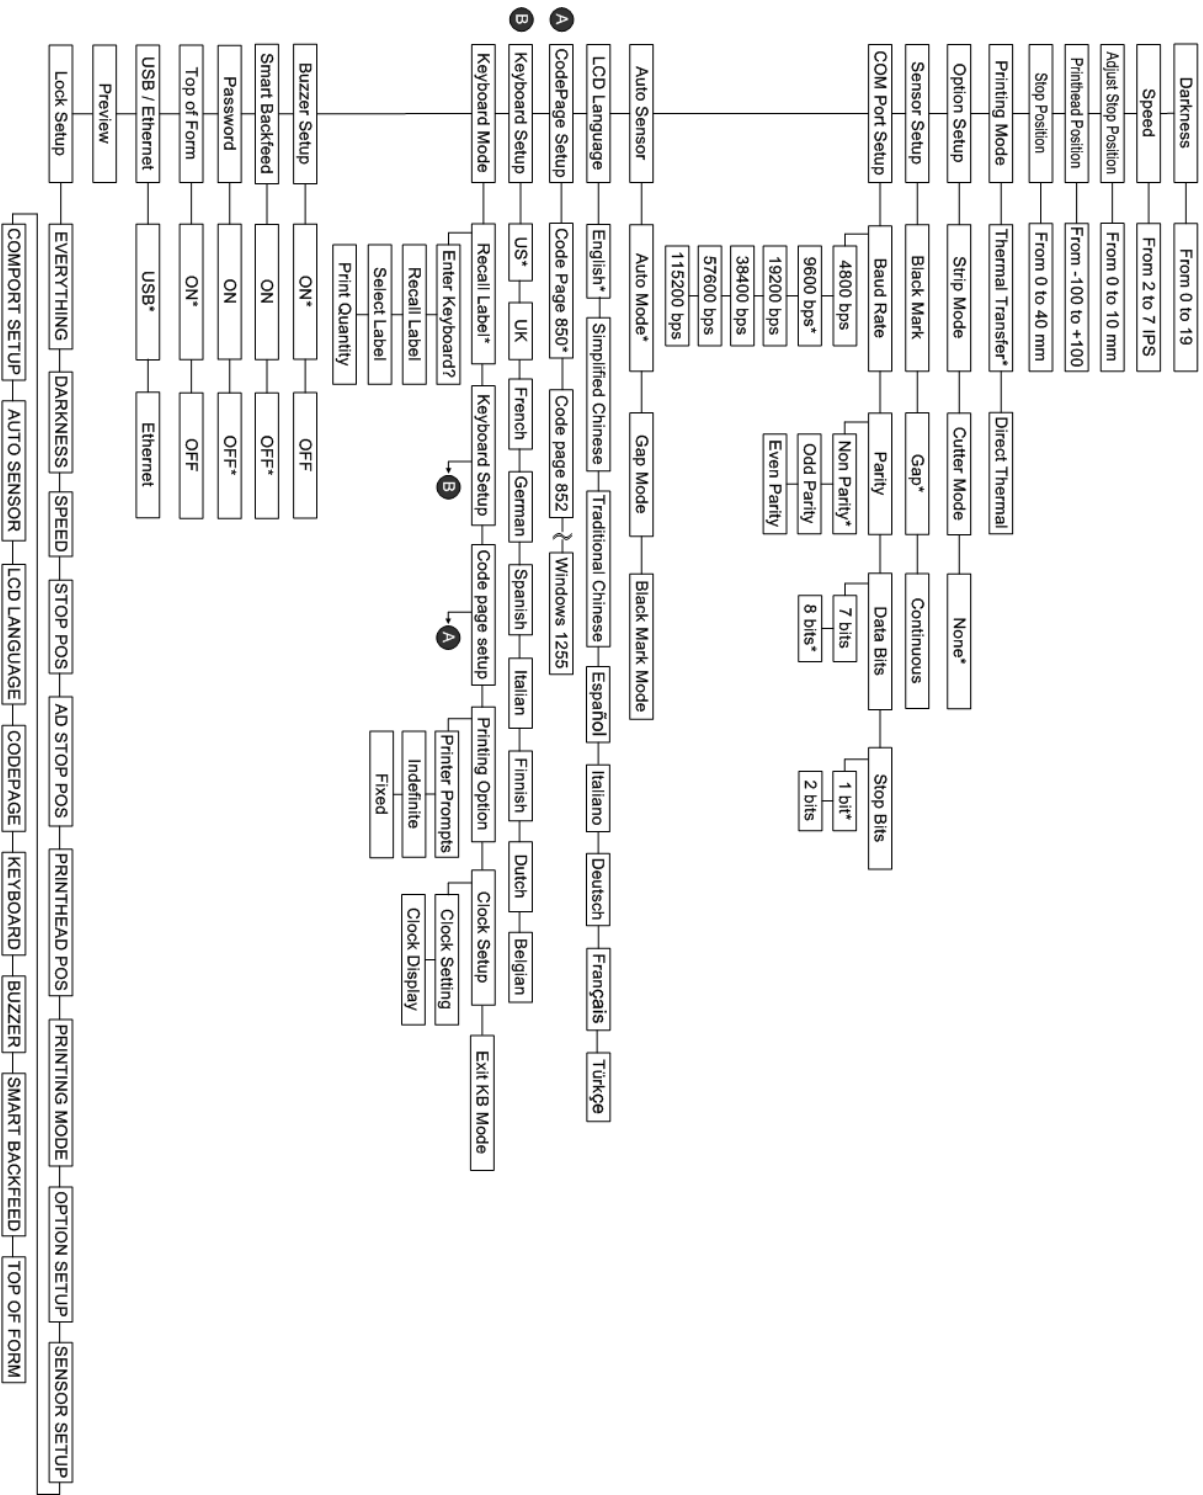 Darkness
From 0 to 19
Speed
From 2 to 7 IPS
Adjust Stop Position
From 0 to 10 mm
Printhead Position
From -100 to +100
Stop Position
From 0 to 40 mm
Printing Mode
Thermal Transfer*
Direct Thermal
Option Setup
Strip Mode
Cutter Mode
None*
Sensor Setup
Black Mark
Gap*
Continuous
COM Port Setup
Baud Rate
Parity
Data Bits
Stop Bits
4800 bps
Non Parity*
7 bits
1 bit*
9600 bps*
Odd Parity
8 bits*
2 bits
19200 bps
Even Parity
38400 bps
57600 bps
115200 bps
Auto Sensor
Auto Mode*
Gap Mode
Black Mark Mode
LCD Language
English*
Simplified Chinese
Traditional Chinese
Español
Italiano
Deutsch
Français
Türkçe
A
CodePage Setup
Code Page 850*
Code page 852
Windows 1255
B
Keyboard Setup
US*
UK
French
German
Spanish
Italian
Finnish
Dutch
Belgian
Keyboard Mode
Recall Label*
Keyboard Setup
Code page setup
Printing Option
Clock Setup
Exit KB Mode
Enter Keyboard?
B
A
Printer Prompts
Clock Setting
Recall Label
Indefinite
Clock Display
Select Label
Fixed
Print Quantity
Buzzer Setup
ON*
OFF
Smart Backfeed
ON
OFF*
Password
ON
OFF*
Top of Form
ON*
OFF
USB / Ethernet
USB*
Ethernet
Preview
Lock Setup
EVERYTHING
DARKNESS
SPEED
STOP POS
AD STOP POS
PRINTHEAD POS
PRINTING MODE
OPTION SETUP
SENSOR SETUP
COMPORT SETUP
AUTO SENSOR
LCD LANGUAGE
CODEPAGE
KEYBOARD
BUZZER
SMART BACKFEED
TOP OF FORM